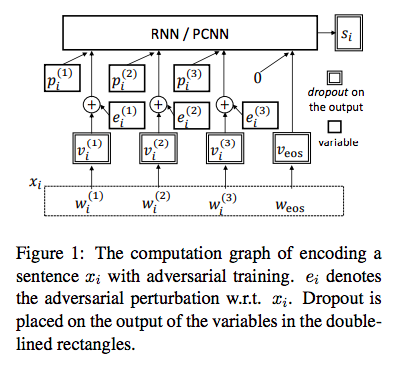 RNN / PCNN
s_i
p_i^(1) p_i^(2) p_i^(3) 0
dropout on
the output
+ + +
e_i^(1) e_i^(2) e_i^(3)
variable
v_i^(1) v_i^(2) v_i^(3) v_eos
x_i
w_i^(1) w_i^(2) w_i^(3) w_eos
Figure 1: The computation graph of encoding a
sentence x_i with adversarial training. e_i denotes
the adversarial perturbation w.r.t. x_i. Dropout is
placed on the output of the variables in the double-
lined rectangles.